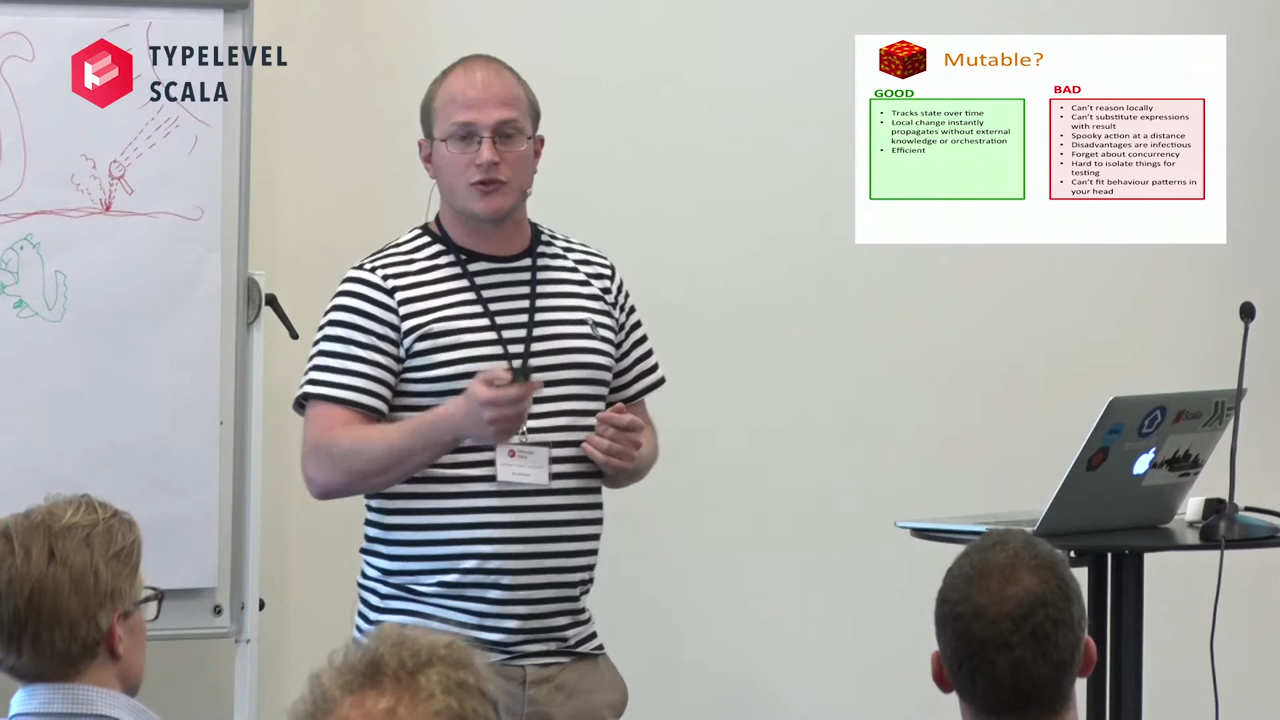 TYPELEVEL
SCALA
Mutable?
GOOD
• Tracks state over time
• Local change instantly
propagates without external
knowledge or orchestration
• Efficient
BAD
• Can't reason locally
• Can't substitute expressions
with result
• Spooky action at a distance
• Disadvantages are infectious
• Forget about concurrency
• Hard to isolate things for
testing
• Can't fit behaviour patterns in
your head
Scala